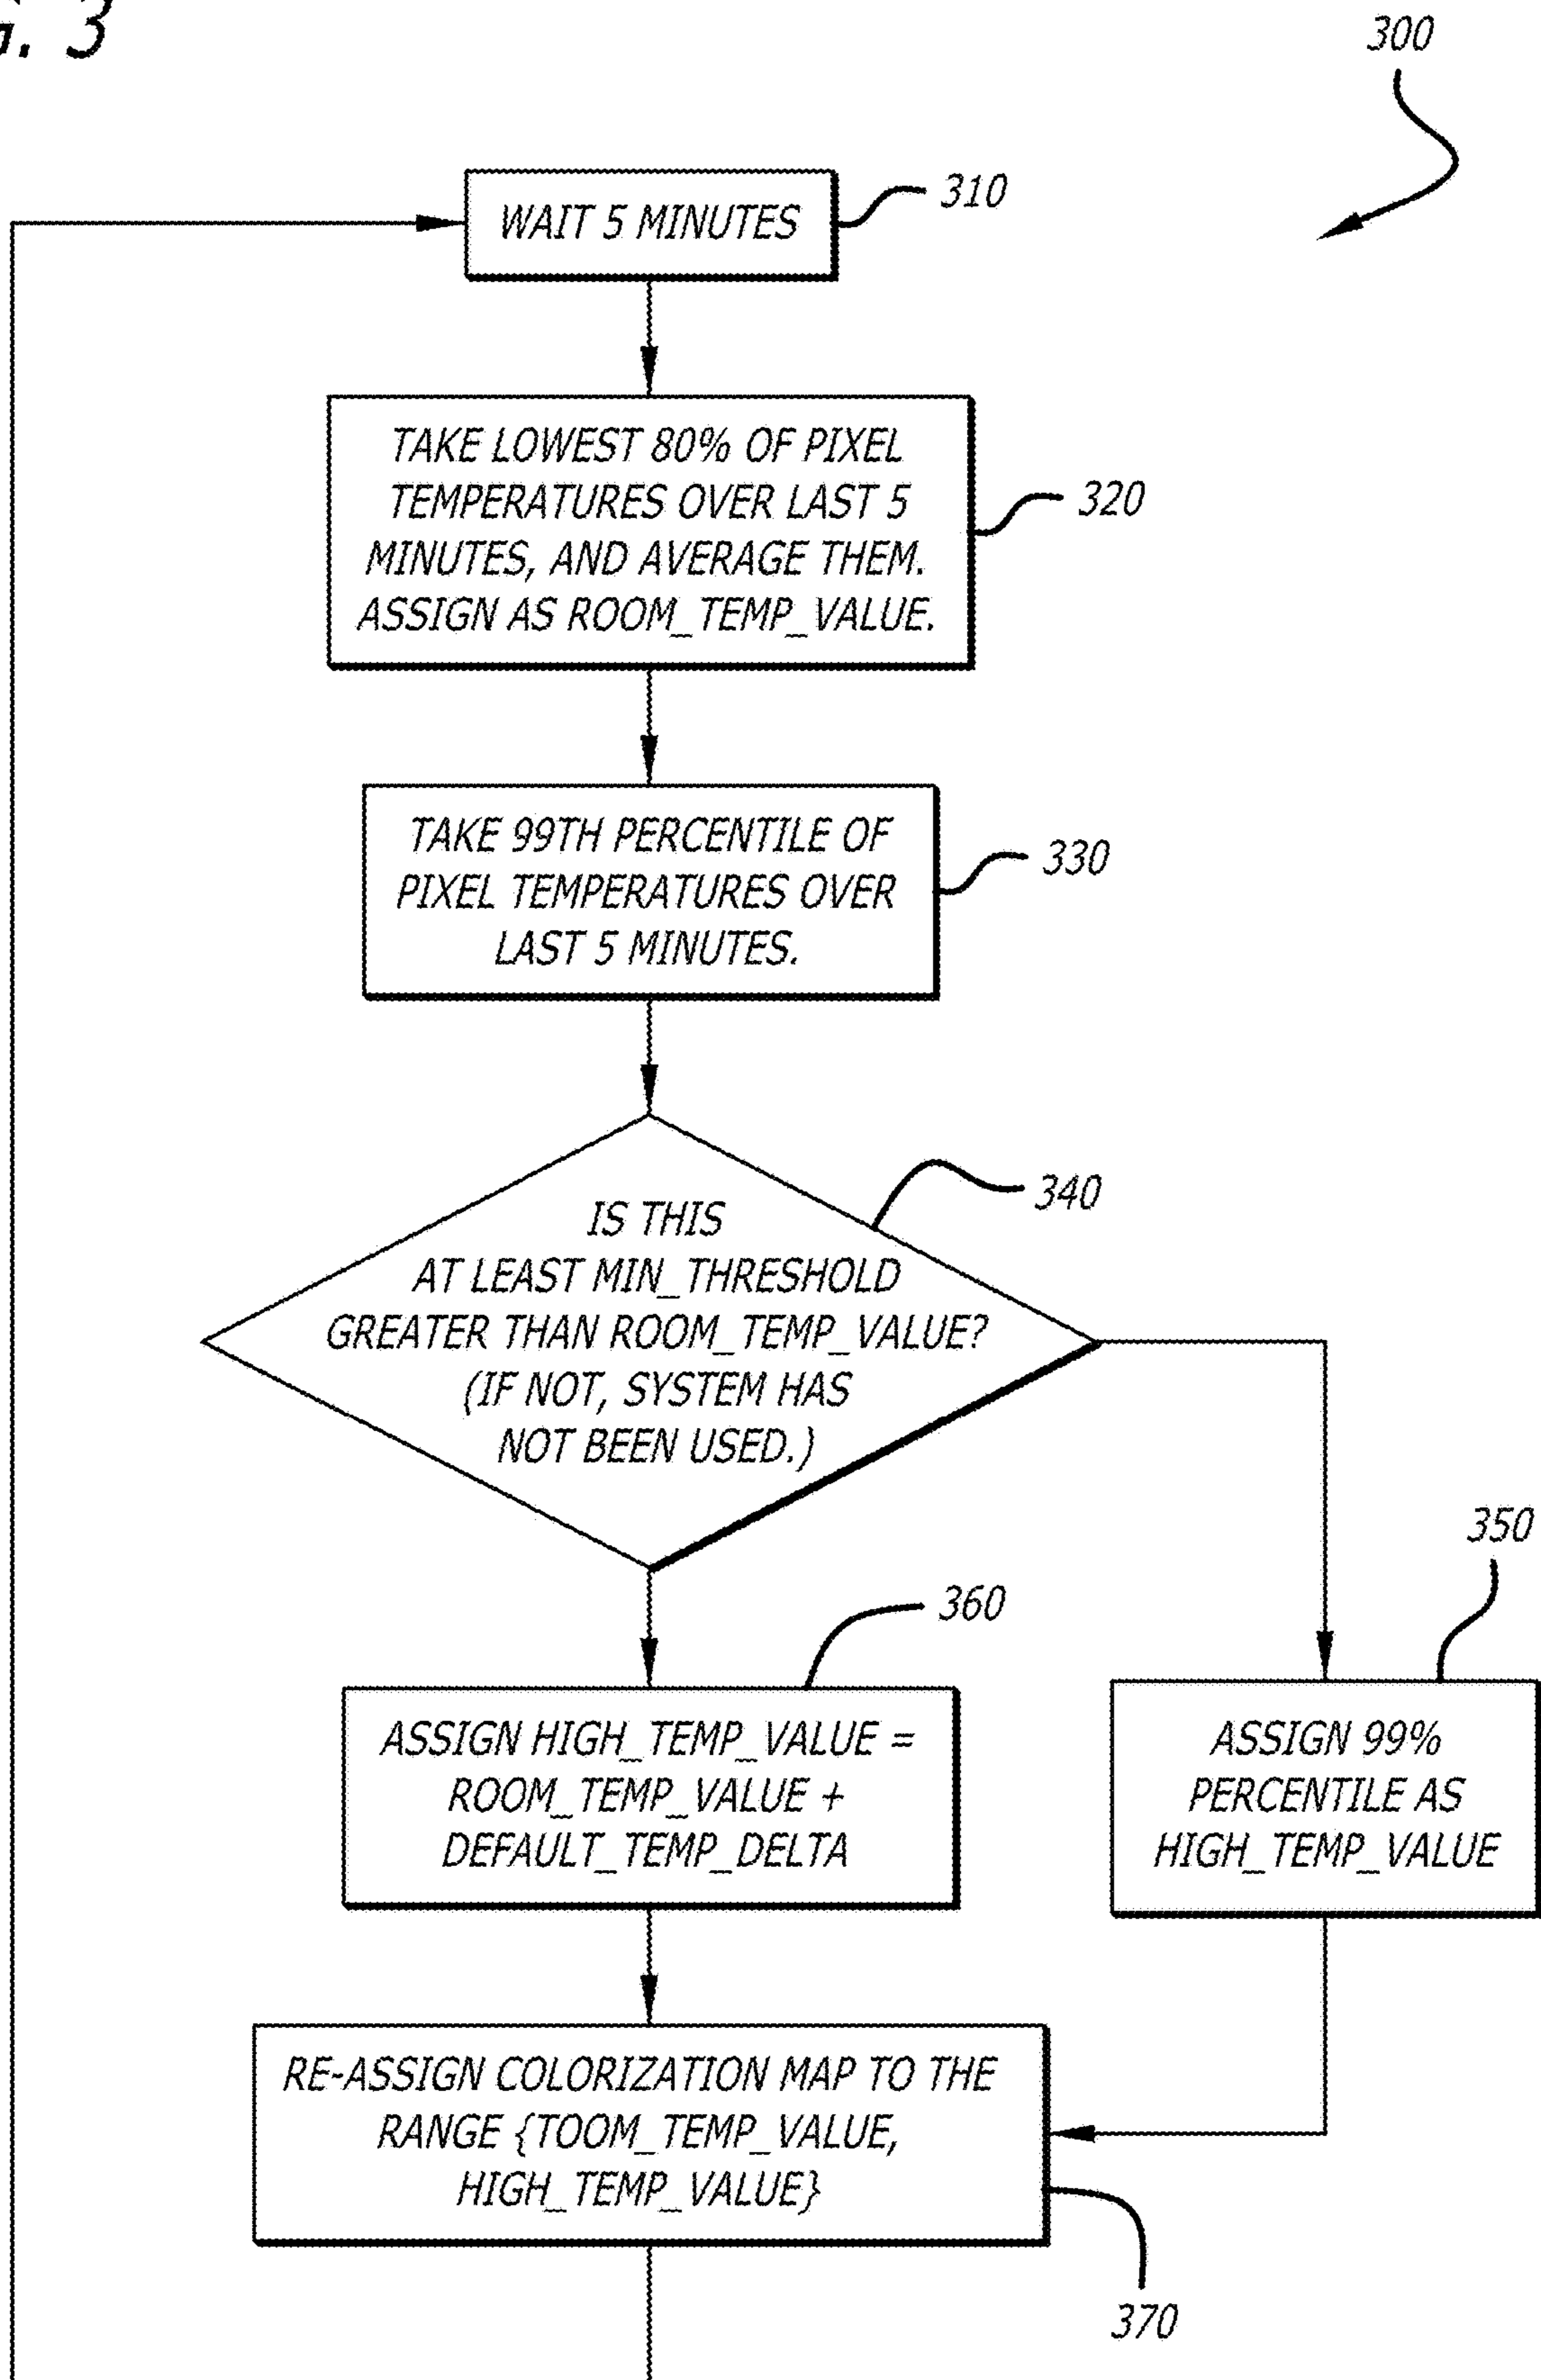 G. 3
300
WAIT 5 MINUTES
310
TAKE LOWEST 80% OF PIXEL
TEMPERATURES OVER LAST 5
MINUTES, AND AVERAGE THEM.
ASSIGN AS ROOM_TEMP_VALUE.
320
TAKE 99TH PERCENTILE OF
PIXEL TEMPERATURES OVER
LAST 5 MINUTES.
330
IS THIS
AT LEAST MIN_THRESHOLD
GREATER THAN ROOM_TEMP_VALUE?
(IF NOT, SYSTEM HAS
NOT BEEN USED.)
340
350
360
ASSIGN HIGH_TEMP_VALUE =
ROOM_TEMP_VALUE +
DEFAULT_TEMP_DELTA
ASSIGN 99%
PERCENTILE AS
HIGH_TEMP_VALUE
RE-ASSIGN COLORIZATION MAP TO THE
RANGE {TOOM_TEMP_VALUE,
HIGH_TEMP_VALUE}
370